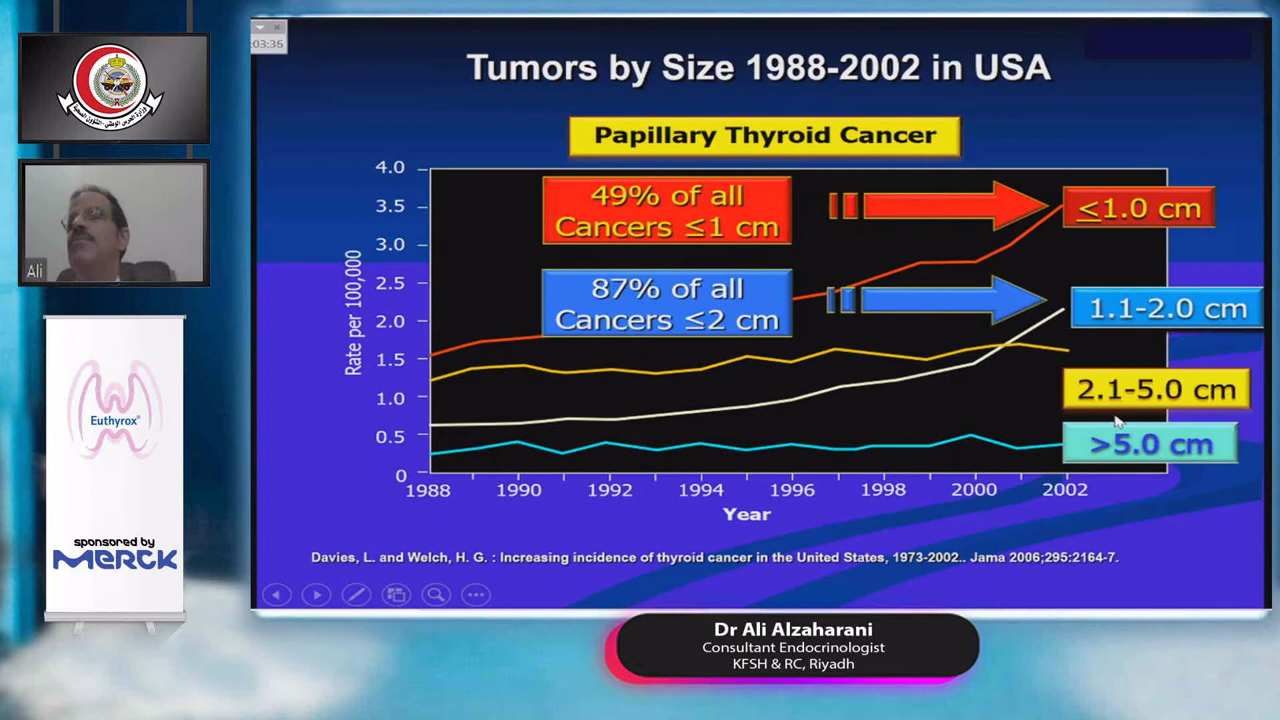 :03:36
Tumors by Size 1988-2002 in USA
Papillary Thyroid Cancer
4.0
3.5
3.0
2.5
2.0
1.5
1.0
0.5
0
Rate per 100,000
49% of all
Cancers ≤1 cm
≤1.0 cm
87% of all
Cancers ≤2 cm
1.1-2.0 cm
2.1-5.0 cm
>5.0 cm
1988 1990 1992 1994 1996 1998 2000 2002
Year
Davies, L. and Welch, H. G. : Increasing incidence of thyroid cancer in the United States, 1973-2002.. Jama 2006;295:2164-7.
Ali
Euthyrox®
sponsored by
MERCK
Dr Ali Alzaharani
Consultant Endocrinologist
KFSH & RC, Riyadh